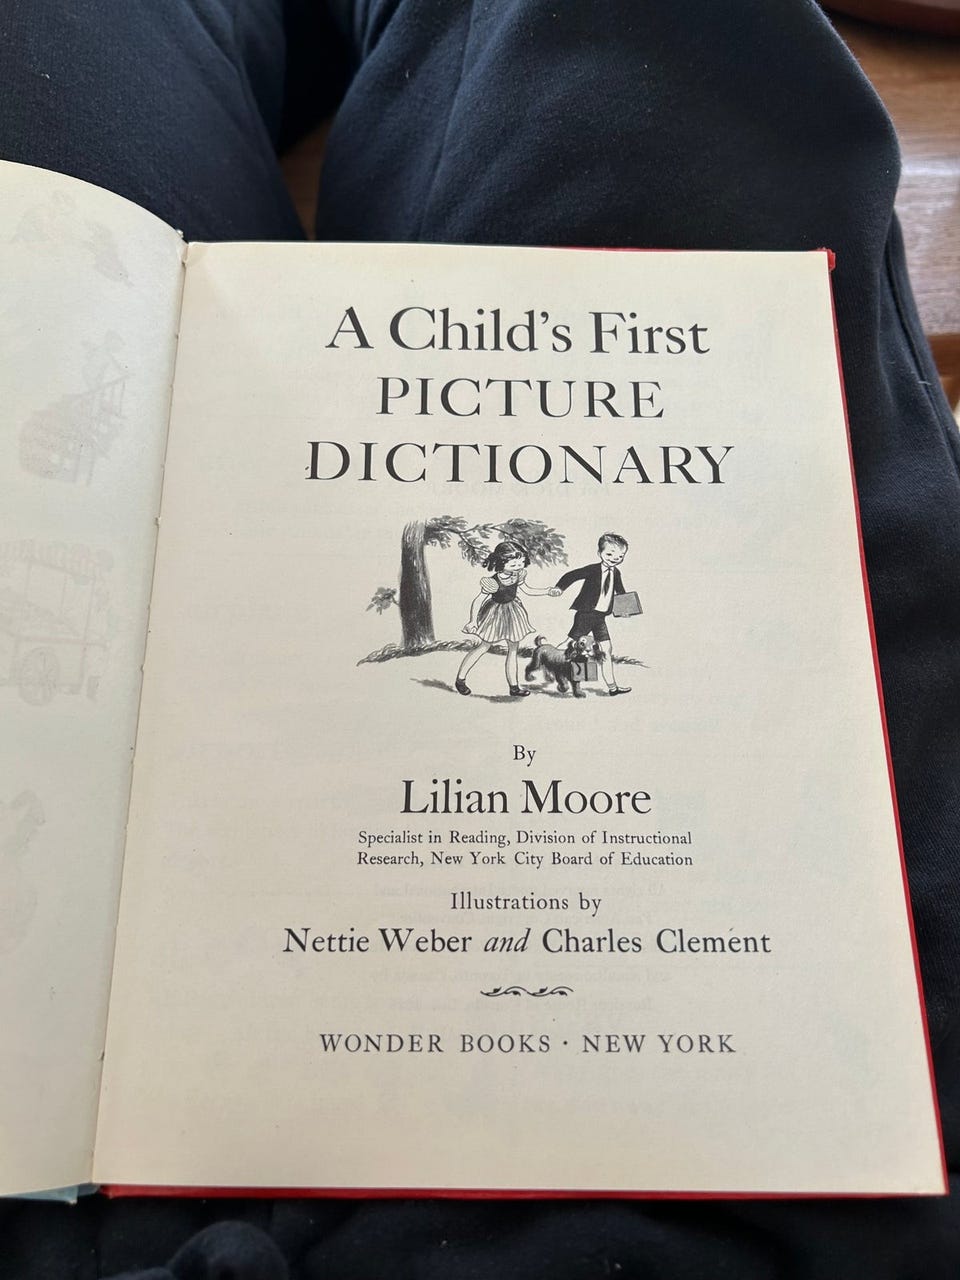 A Child's First
PICTURE
DICTIONARY
By
Lilian Moore
Specialist in Reading, Division of Instructional
Research, New York City Board of Education
Illustrations by
Nettie Weber and Charles Clement
WONDER BOOKS · NEW YORK